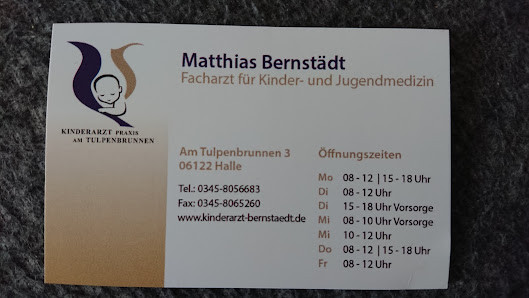 Matthias Bernstädt
Facharzt für Kinder- und Jugendmedizin
KINDERARZT PRAXIS
AM TULPENBRUNNEN
Am Tulpenbrunnen 3
06122 Halle
Tel.: 0345-8056683
Fax: 0345-8065260
www.kinderarzt-bernstaedt.de
Öffnungszeiten
Mo 08 - 12 | 15 - 18 Uhr
Di 08 - 12 Uhr
Di 15 - 18 Uhr Vorsorge
Mi 08 - 10 Uhr Vorsorge
Mi 10 - 12 Uhr
Do 08 - 12 | 15 - 18 Uhr
Fr 08 - 12 Uhr